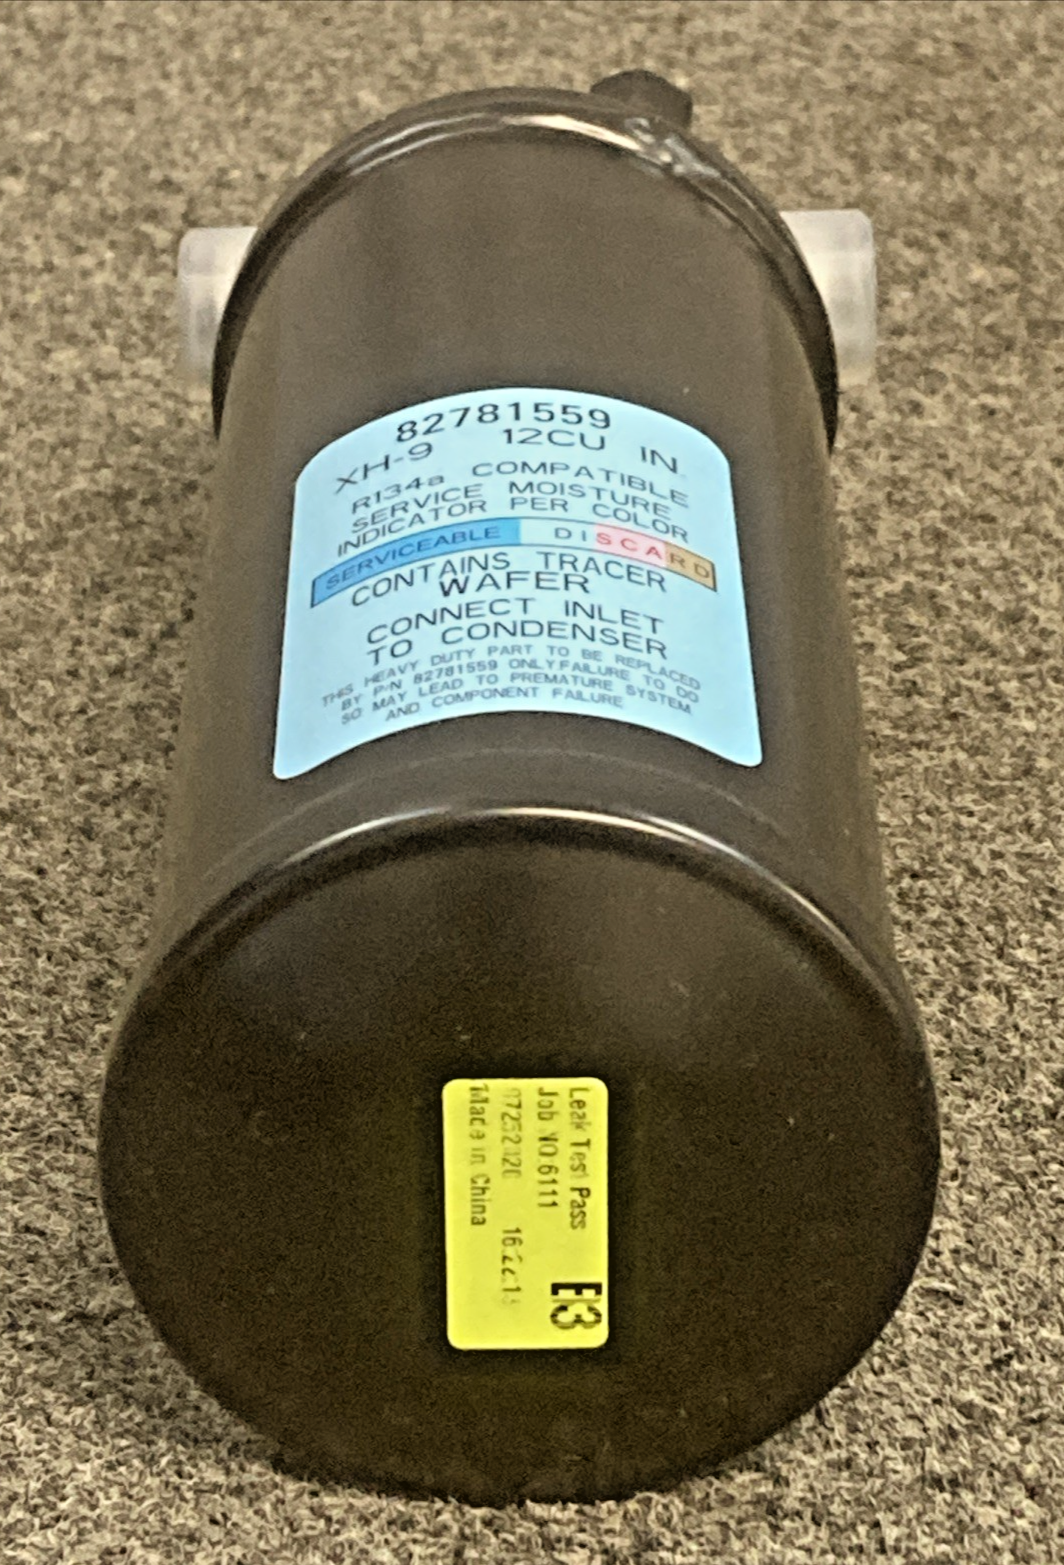 82781559
XH-9 12CU IN
R134a COMPATIBLE
SERVICE MOISTURE
INDICATOR PER COLOR
SERVICEABLE DISCARD
CONTAINS TRACER
WAFER
CONNECT INLET
TO CONDENSER
THIS HEAVY DUTY PART TO BE REPLACED
BY P/N 82781559 ONLY.FAILURE TO DO
SO MAY LEAD TO PREMATURE SYSTEM
AND COMPONENT FAILURE
Leak Test Pass
Job NO:6111
E3
Made in China